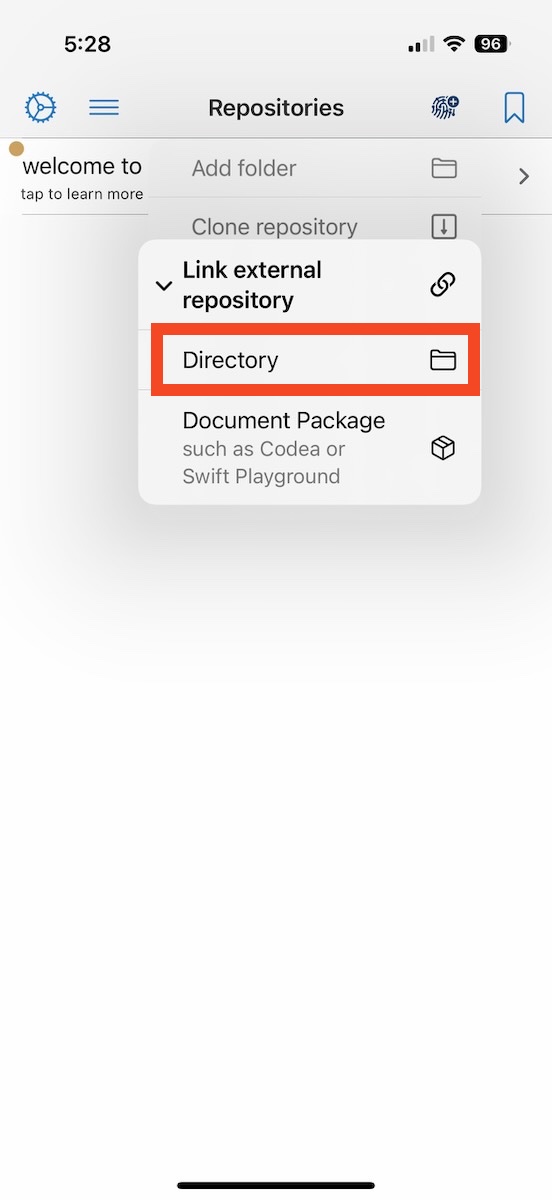 5:28
96
Repositories
welcome to
tap to learn more
Add folder
Clone repository
Link external
repository
Directory
Document Package
such as Codea or
Swift Playground